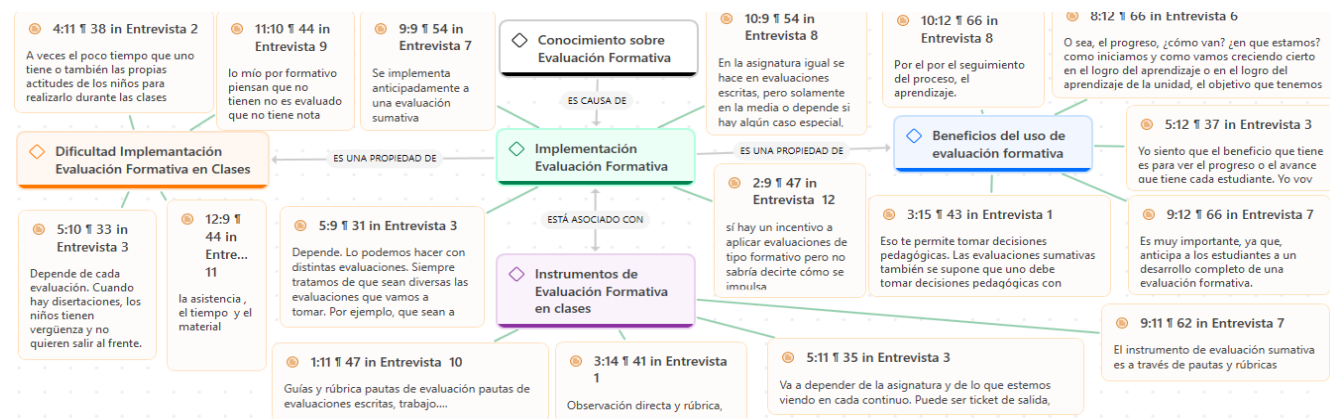 4:11 ¶ 38 in Entrevista 2
A veces el poco tiempo que uno
tiene o también las propias
actitudes de los niños para
realizarlo durante las clases
11:10 ¶ 44 in
Entrevista 9
lo mío por formativo
piensan que no
tienen no es evaluado
que no tiene nota
9:9 ¶ 54 in
Entrevista 7
Se implementa
anticipadamente a
una evaluación
sumativa
Conocimiento sobre
Evaluación Formativa
10:9 ¶ 54 in
Entrevista 8
En la asignatura igual se
hace en evaluaciones
escritas, pero solamente
en la media o depende si
hay algún caso especial,
10:12 ¶ 66 in
Entrevista 8
Por el por el seguimiento
del proceso, el
aprendizaje.
8:12 ¶ 66 in Entrevista 6
O sea, el progreso, ¿cómo van? ¿en que estamos?
como iniciamos y como vamos creciendo cierto
en el logro del aprendizaje o en el logro del
aprendizaje de la unidad, el objetivo que tenemos
ES CAUSA DE
Dificultad Implemantación
Evaluación Formativa en Clases
ES UNA PROPIEDAD DE
Implementación
Evaluación Formativa
ES UNA PROPIEDAD DE
Beneficios del uso de
evaluación formativa
5:12 ¶ 37 in Entrevista 3
Yo siento que el beneficio que tiene
es para ver el progreso o el avance
que tiene cada estudiante. Yo voy
5:10 ¶ 33 in
Entrevista 3
Depende de cada
evaluación. Cuando
hay disertaciones, los
niños tienen
vergüenza y no
quieren salir al frente.
12:9 ¶
44 in
Entre...
11
la asistencia ,
el tiempo y el
material
5:9 ¶ 31 in Entrevista 3
Depende. Lo podemos hacer con
distintas evaluaciones. Siempre
tratamos de que sean diversas las
evaluaciones que vamos a
tomar. Por ejemplo, que sean a
ESTÁ ASOCIADO CON
Instrumentos de
Evaluación Formativa
en clases
2:9 ¶ 47 in
Entrevista 12
sí hay un incentivo a
aplicar evaluaciones de
tipo formativo pero no
sabría decirte cómo se
impulsa
3:15 ¶ 43 in Entrevista 1
Eso te permite tomar decisiones
pedagógicas. Las evaluaciones sumativas
también se supone que uno debe
tomar decisiones pedagógicas con
9:12 ¶ 66 in Entrevista 7
Es muy importante, ya que,
anticipa a los estudiantes a un
desarrollo completo de una
evaluación formativa.
1:11 ¶ 47 in Entrevista 10
Guías y rúbrica pautas de evaluación pautas de
evaluaciones escritas, trabajo....
3:14 ¶ 41 in Entrevista
1
Observación directa y rúbrica,
5:11 ¶ 35 in Entrevista 3
Va a depender de la asignatura y de lo que estemos
viendo en cada continuo. Puede ser ticket de salida,
9:11 ¶ 62 in Entrevista 7
El instrumento de evaluación sumativa
es a través de pautas y rúbricas